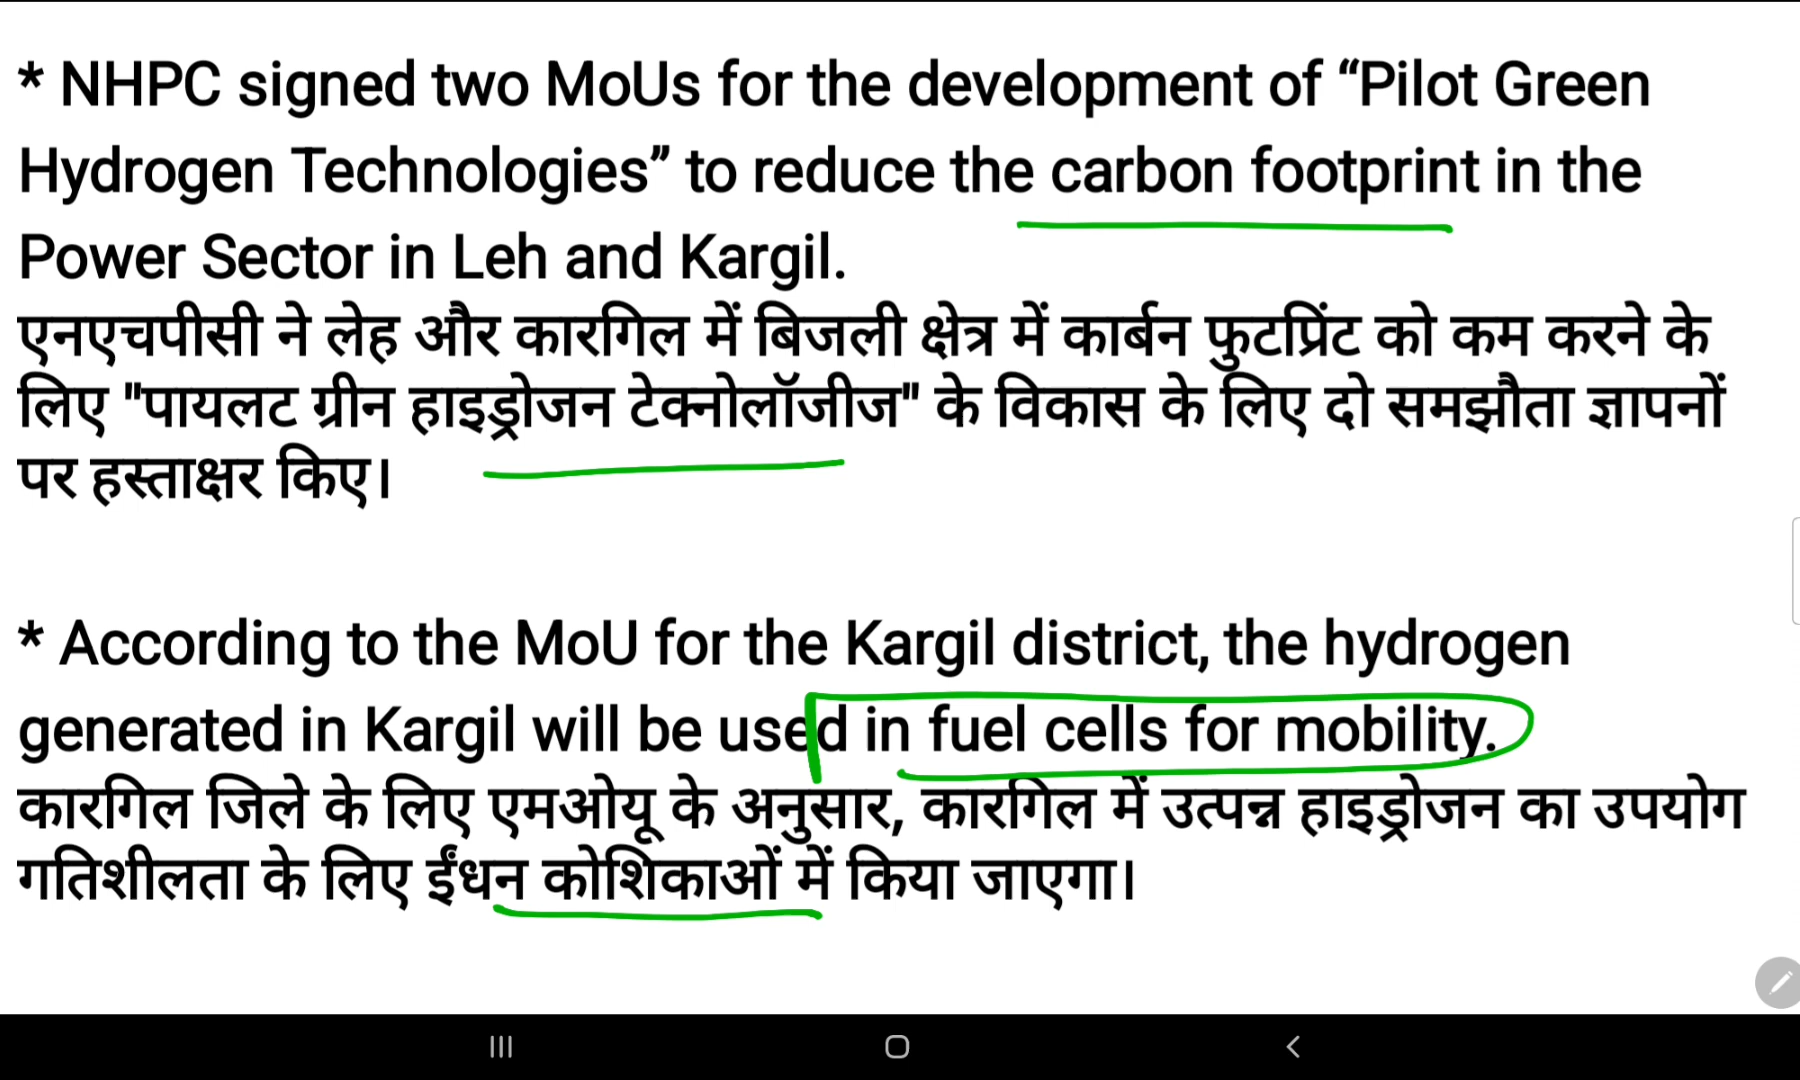 * NHPC signed two MoUs for the development of “Pilot Green
Hydrogen Technologies” to reduce the carbon footprint in the
Power Sector in Leh and Kargil.
एनएचपीसी ने लेह और कारगिल में बिजली क्षेत्र में कार्बन फुटप्रिंट को कम करने के
लिए "पायलट ग्रीन हाइड्रोजन टेक्नोलॉजीज" के विकास के लिए दो समझौता ज्ञापनों
पर हस्ताक्षर किए।
* According to the MoU for the Kargil district, the hydrogen
generated in Kargil will be used in fuel cells for mobility.
कारगिल जिले के लिए एमओयू के अनुसार, कारगिल में उत्पन्न हाइड्रोजन का उपयोग
गतिशीलता के लिए ईंधन कोशिकाओं में किया जाएगा।